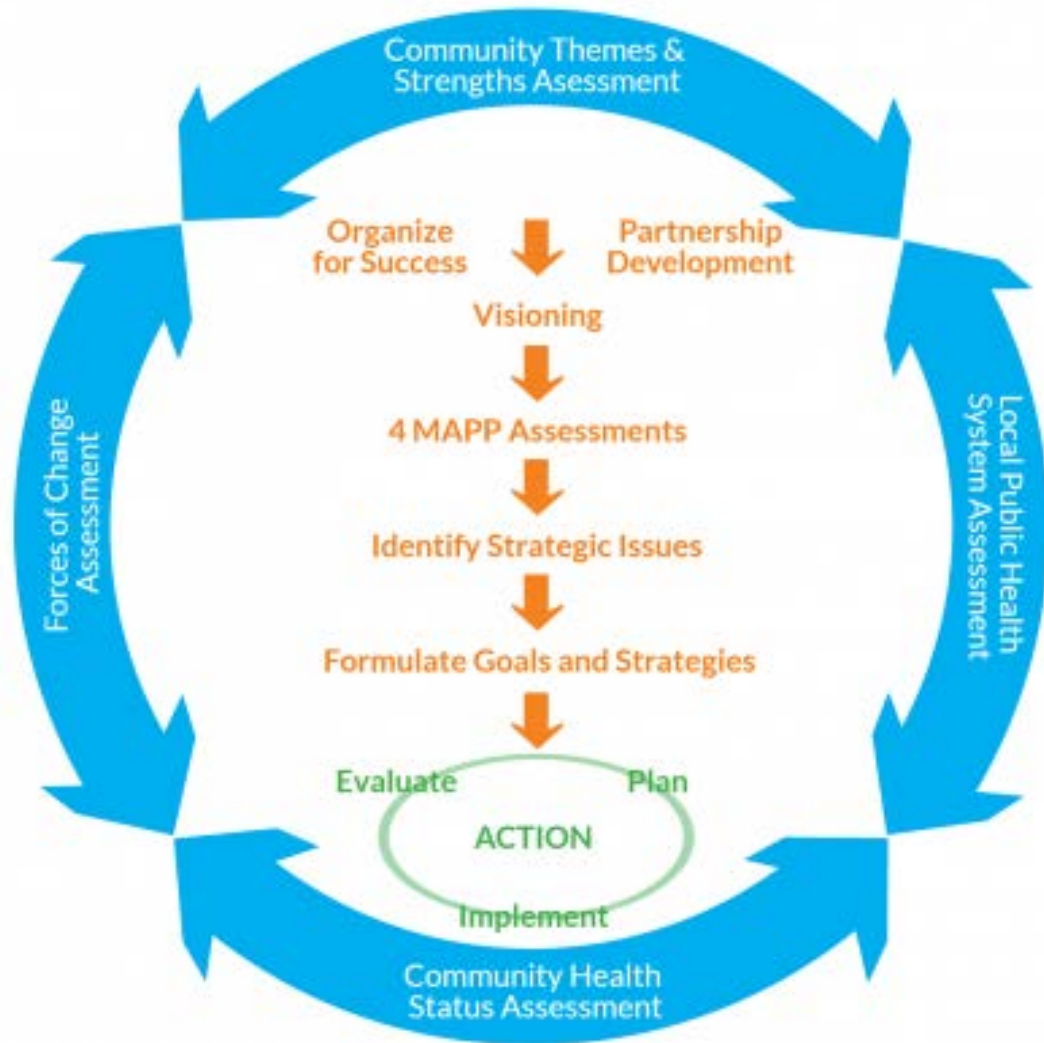 Community Themes &
Strengths Asessment
Organize
for Success
Partnership
Development
Visioning
4 MAPP Assessments
Identify Strategic Issues
Formulate Goals and Strategies
Evaluate
Plan
ACTION
Implement
Forces of Change
Assessment
Local Public Health
System Assessment
Community Health
Status Assessment